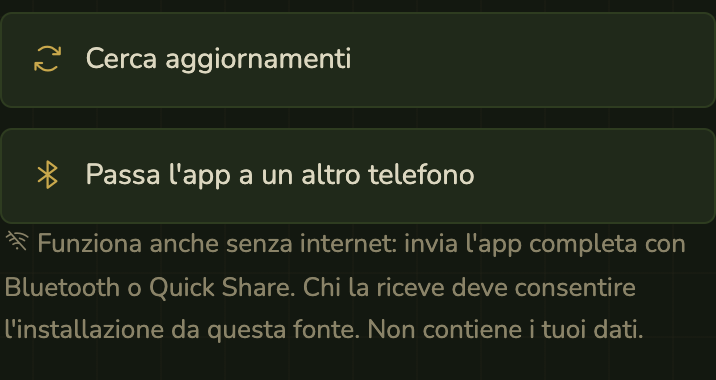 Cerca aggiornamenti
Passa l'app a un altro telefono
Funziona anche senza internet: invia l'app completa con
Bluetooth o Quick Share. Chi la riceve deve consentire
l'installazione da questa fonte. Non contiene i tuoi dati.